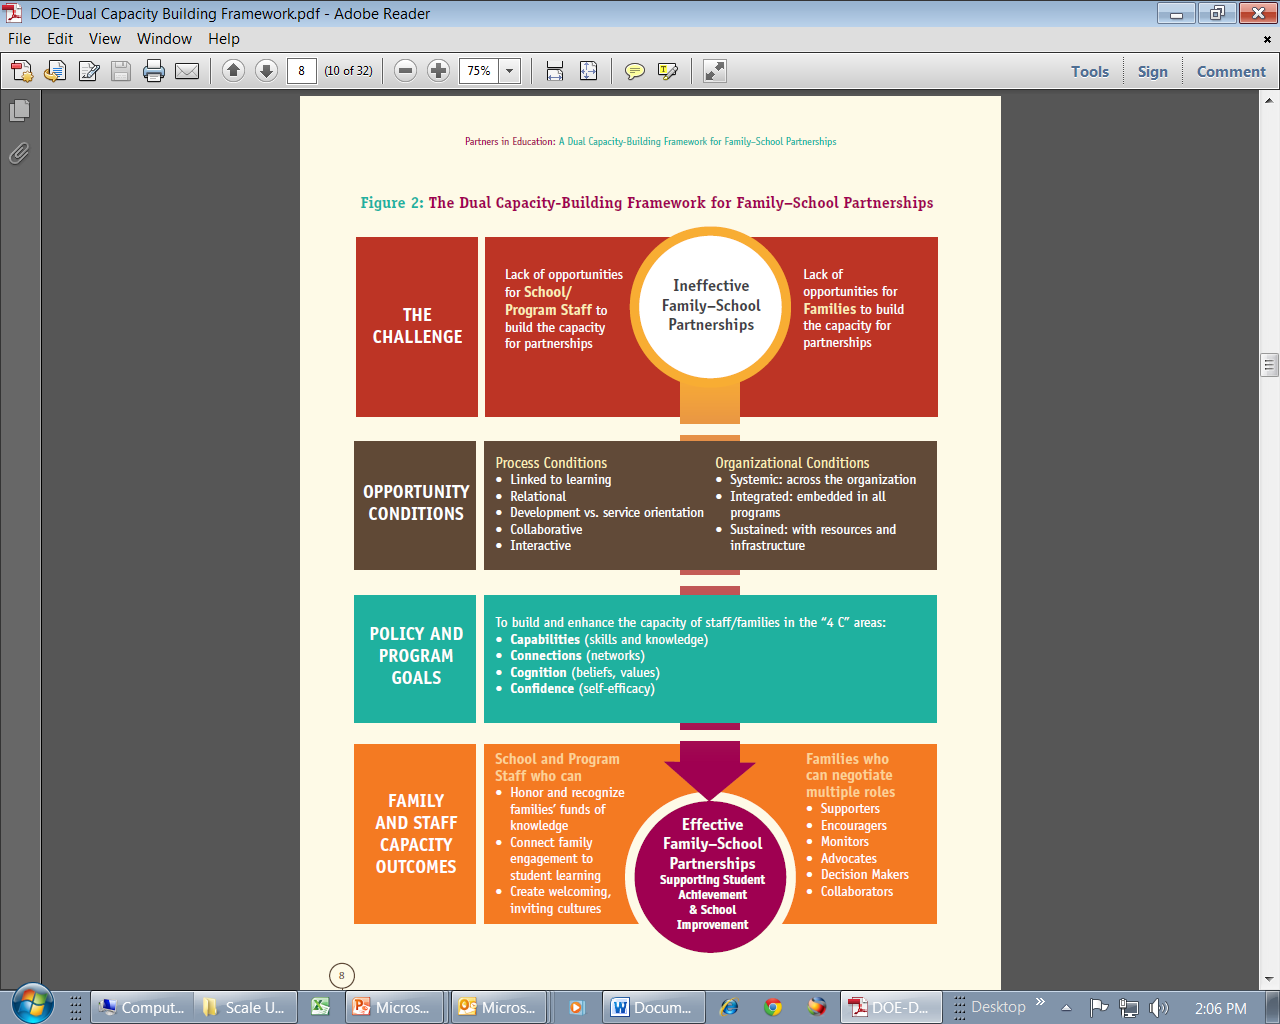 DOE-Dual Capacity Building Framework.pdf - Adobe Reader
File Edit View Window Help
8 (10 of 32) 75% Tools Sign Comment
Partners in Education: A Dual Capacity-Building Framework for Family–School Partnerships
Figure 2: The Dual Capacity-Building Framework for Family–School Partnerships
THE
CHALLENGE
Lack of opportunities
for School/
Program Staff to
build the capacity
for partnerships
Ineffective
Family–School
Partnerships
Lack of
opportunities for
Families to build
the capacity for
partnerships
OPPORTUNITY
CONDITIONS
Process Conditions
• Linked to learning
• Relational
• Development vs. service orientation
• Collaborative
• Interactive
Organizational Conditions
• Systemic: across the organization
• Integrated: embedded in all
programs
• Sustained: with resources and
infrastructure
POLICY AND
PROGRAM
GOALS
To build and enhance the capacity of staff/families in the “4 C” areas:
• Capabilities (skills and knowledge)
• Connections (networks)
• Cognition (beliefs, values)
• Confidence (self-efficacy)
FAMILY
AND STAFF
CAPACITY
OUTCOMES
School and Program
Staff who can
• Honor and recognize
families’ funds of
knowledge
• Connect family
engagement to
student learning
• Create welcoming,
inviting cultures
Effective
Family–School
Partnerships
Supporting Student
Achievement
& School
Improvement
Families who
can negotiate
multiple roles
• Supporters
• Encouragers
• Monitors
• Advocates
• Decision Makers
• Collaborators
8
Comput... Scale U... Micros... Micros... Docum... DOE-D... Desktop » 2:06 PM